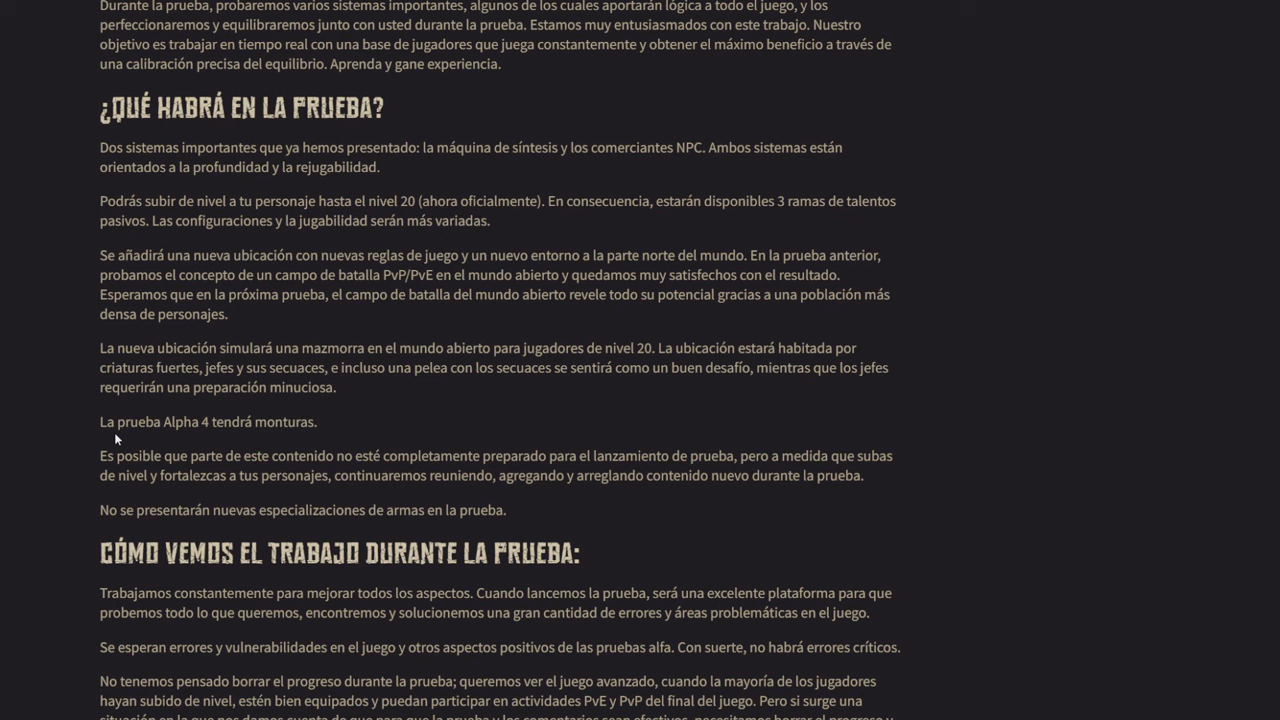 Durante la prueba, probaremos varios sistemas importantes, algunos de los cuales aportarán lógica a todo el juego, y los
perfeccionaremos y equilibraremos junto con usted durante la prueba. Estamos muy entusiasmados con este trabajo. Nuestro
objetivo es trabajar en tiempo real con una base de jugadores que juega constantemente y obtener el máximo beneficio a través de
una calibración precisa del equilibrio. Aprenda y gane experiencia.
¿QUÉ HABRÁ EN LA PRUEBA?
Dos sistemas importantes que ya hemos presentado: la máquina de síntesis y los comerciantes NPC. Ambos sistemas están
orientados a la profundidad y la rejugabilidad.
Podrás subir de nivel a tu personaje hasta el nivel 20 (ahora oficialmente). En consecuencia, estarán disponibles 3 ramas de talentos
pasivos. Las configuraciones y la jugabilidad serán más variadas.
Se añadirá una nueva ubicación con nuevas reglas de juego y un nuevo entorno a la parte norte del mundo. En la prueba anterior,
probamos el concepto de un campo de batalla PvP/PvE en el mundo abierto y quedamos muy satisfechos con el resultado.
Esperamos que en la próxima prueba, el campo de batalla del mundo abierto revele todo su potencial gracias a una población más
densa de personajes.
La nueva ubicación simulará una mazmorra en el mundo abierto para jugadores de nivel 20. La ubicación estará habitada por
criaturas fuertes, jefes y sus secuaces, e incluso una pelea con los secuaces se sentirá como un buen desafío, mientras que los jefes
requerirán una preparación minuciosa.
La prueba Alpha 4 tendrá monturas.
Es posible que parte de este contenido no esté completamente preparado para el lanzamiento de prueba, pero a medida que subas
de nivel y fortalezcas a tus personajes, continuaremos reuniendo, agregando y arreglando contenido nuevo durante la prueba.
No se presentarán nuevas especializaciones de armas en la prueba.
CÓMO VEMOS EL TRABAJO DURANTE LA PRUEBA:
Trabajamos constantemente para mejorar todos los aspectos. Cuando lancemos la prueba, será una excelente plataforma para que
probemos todo lo que queremos, encontremos y solucionemos una gran cantidad de errores y áreas problemáticas en el juego.
Se esperan errores y vulnerabilidades en el juego y otros aspectos positivos de las pruebas alfa. Con suerte, no habrá errores críticos.
No tenemos pensado borrar el progreso durante la prueba; queremos ver el juego avanzado, cuando la mayoría de los jugadores
hayan subido de nivel, estén bien equipados y puedan participar en actividades PvE y PvP del final del juego. Pero si surge una